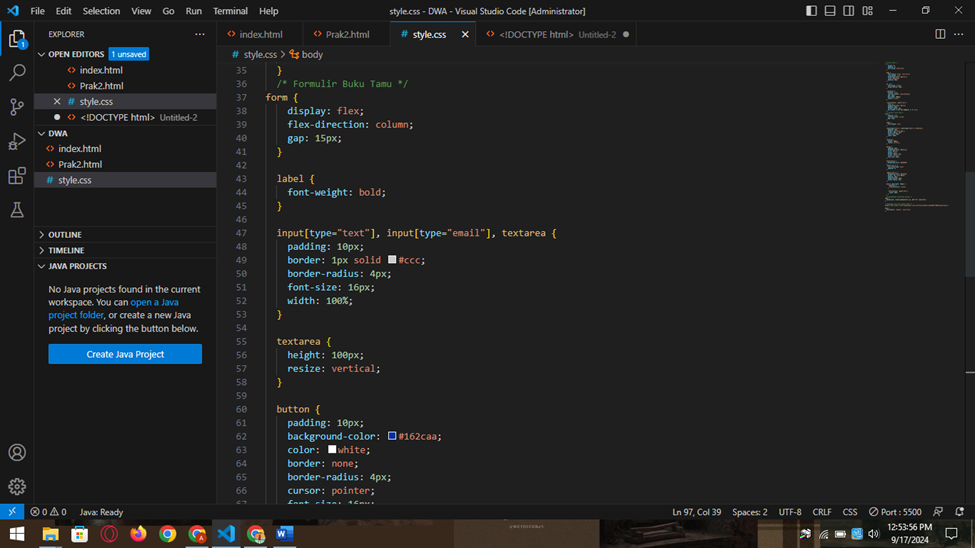 File Edit Selection View Go Run Terminal Help
style.css - DWA - Visual Studio Code [Administrator]
EXPLORER
OPEN EDITORS 1 unsaved
index.html
Prak2.html
# style.css
<!DOCTYPE html> Untitled-2
DWA
index.html
Prak2.html
# style.css
OUTLINE
TIMELINE
JAVA PROJECTS
No Java projects found in the current
workspace. You can open a Java
project folder, or create a new Java
project by clicking the button below.
Create Java Project
index.html Prak2.html # style.css <!DOCTYPE html> Untitled-2
# style.css > body
35 }
36 /* Formulir Buku Tamu */
37 form {
38 display: flex;
39 flex-direction: column;
40 gap: 15px;
41 }
42
43 label {
44 font-weight: bold;
45 }
46
47 input[type="text"], input[type="email"], textarea {
48 padding: 10px;
49 border: 1px solid #ccc;
50 border-radius: 4px;
51 font-size: 16px;
52 width: 100%;
53 }
54
55 textarea {
56 height: 100px;
57 resize: vertical;
58 }
59
60 button {
61 padding: 10px;
62 background-color: #162caa;
63 color: white;
64 border: none;
65 border-radius: 4px;
66 cursor: pointer;
67 font-size: 16px;
0 0 Java: Ready
Ln 97, Col 39 Spaces: 2 UTF-8 CRLF CSS Port : 5500
12:53:56 PM
9/17/2024